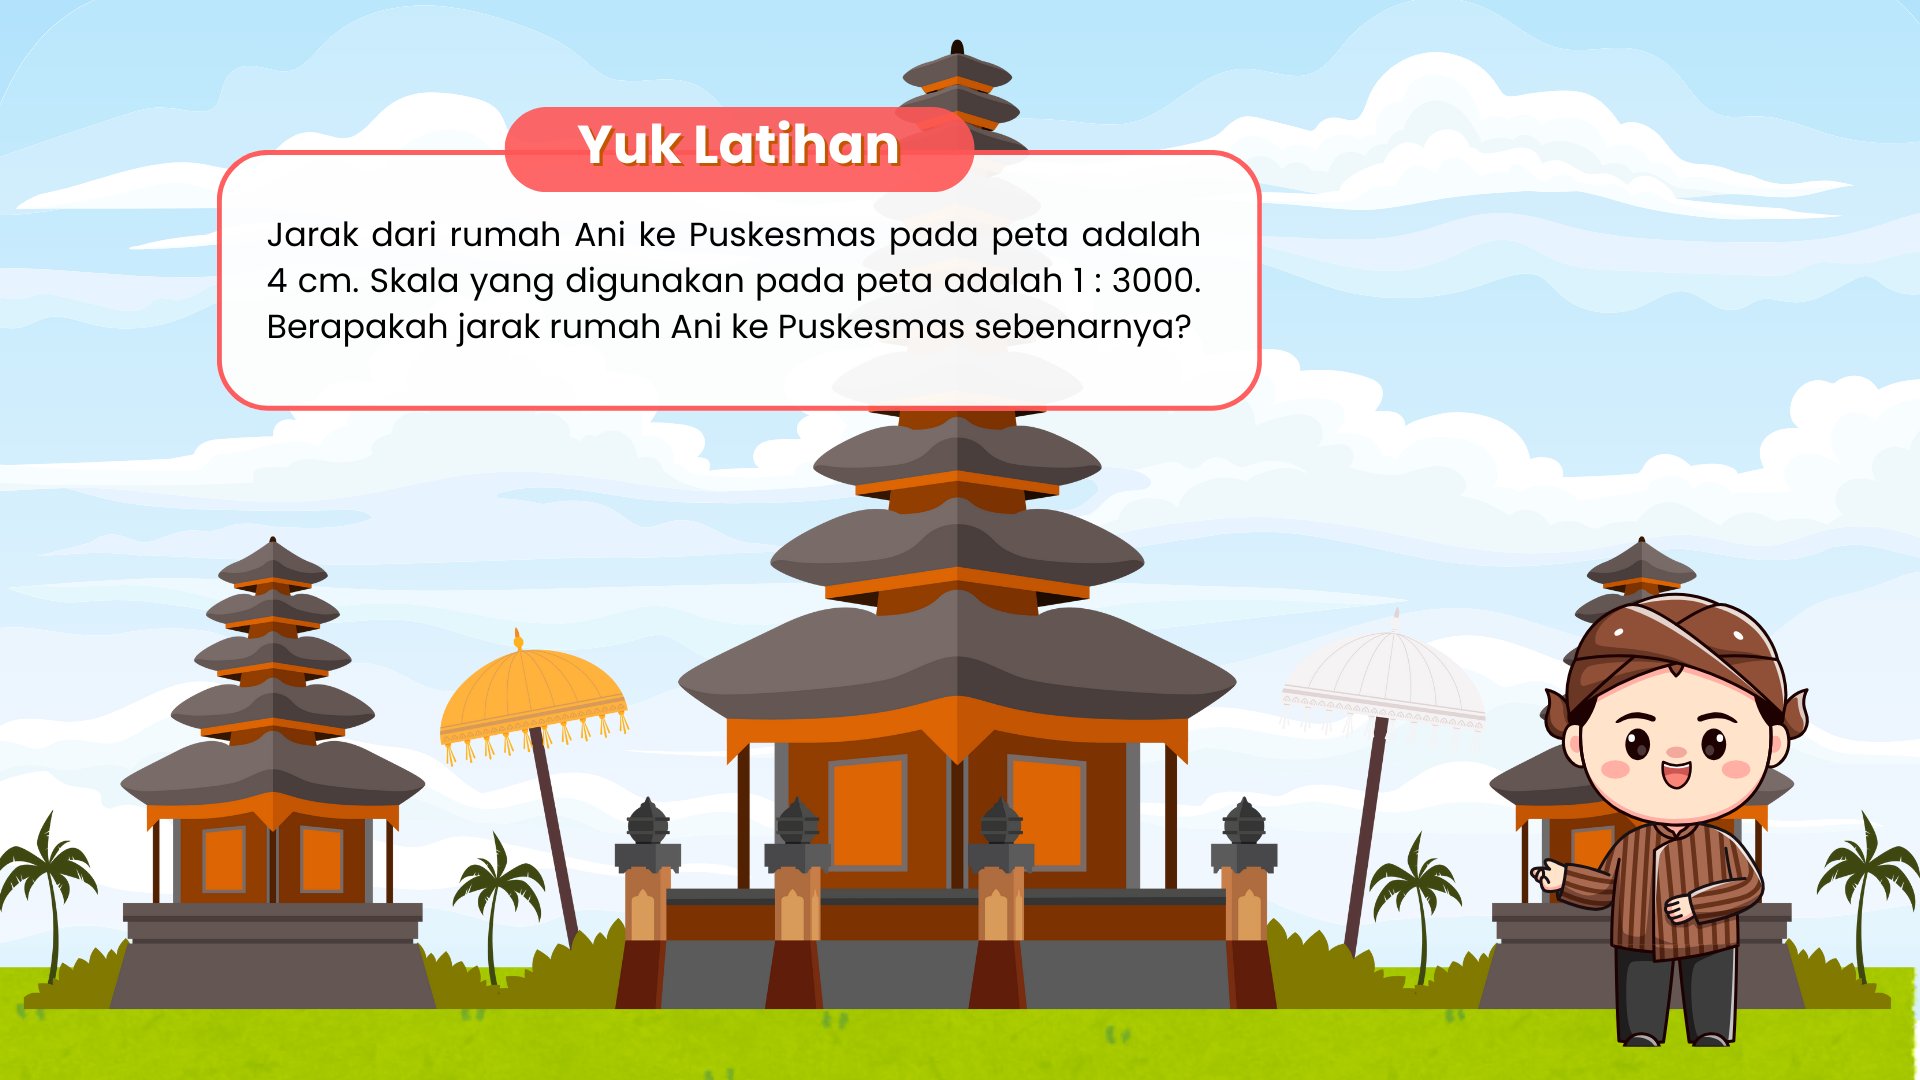 Yuk Latihan
Jarak dari rumah Ani ke Puskesmas pada peta adalah
4 cm. Skala yang digunakan pada peta adalah 1 : 3000.
Berapakah jarak rumah Ani ke Puskesmas sebenarnya?